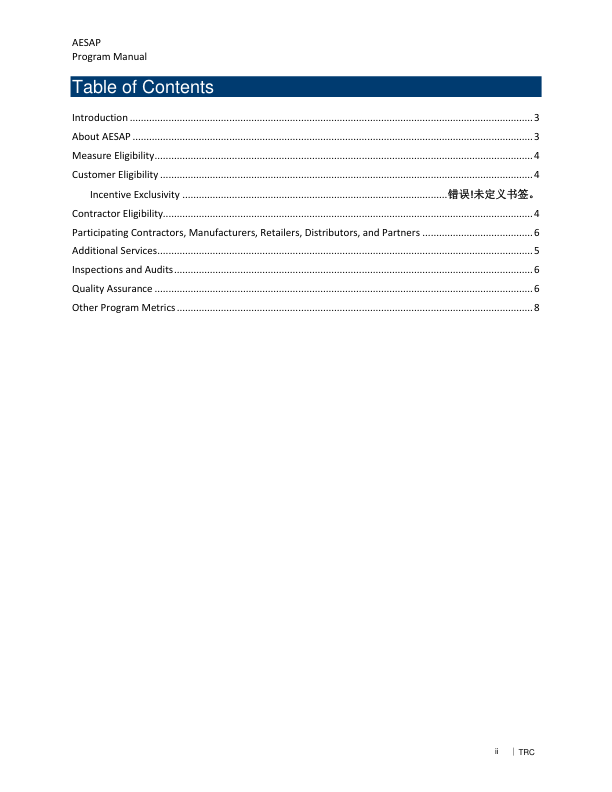 AESAP
Program Manual
Table of Contents
Introduction ........................................................................................................................................ 3
About AESAP ....................................................................................................................................... 3
Measure Eligibility................................................................................................................................ 4
Customer Eligibility .............................................................................................................................. 4
Incentive Exclusivity ................................................................................................错误!未定义书签。
Contractor Eligibility............................................................................................................................. 4
Participating Contractors, Manufacturers, Retailers, Distributors, and Partners ........................................ 6
Additional Services............................................................................................................................... 5
Inspections and Audits......................................................................................................................... 6
Quality Assurance ................................................................................................................................ 6
Other Program Metrics........................................................................................................................ 8
ii | TRC